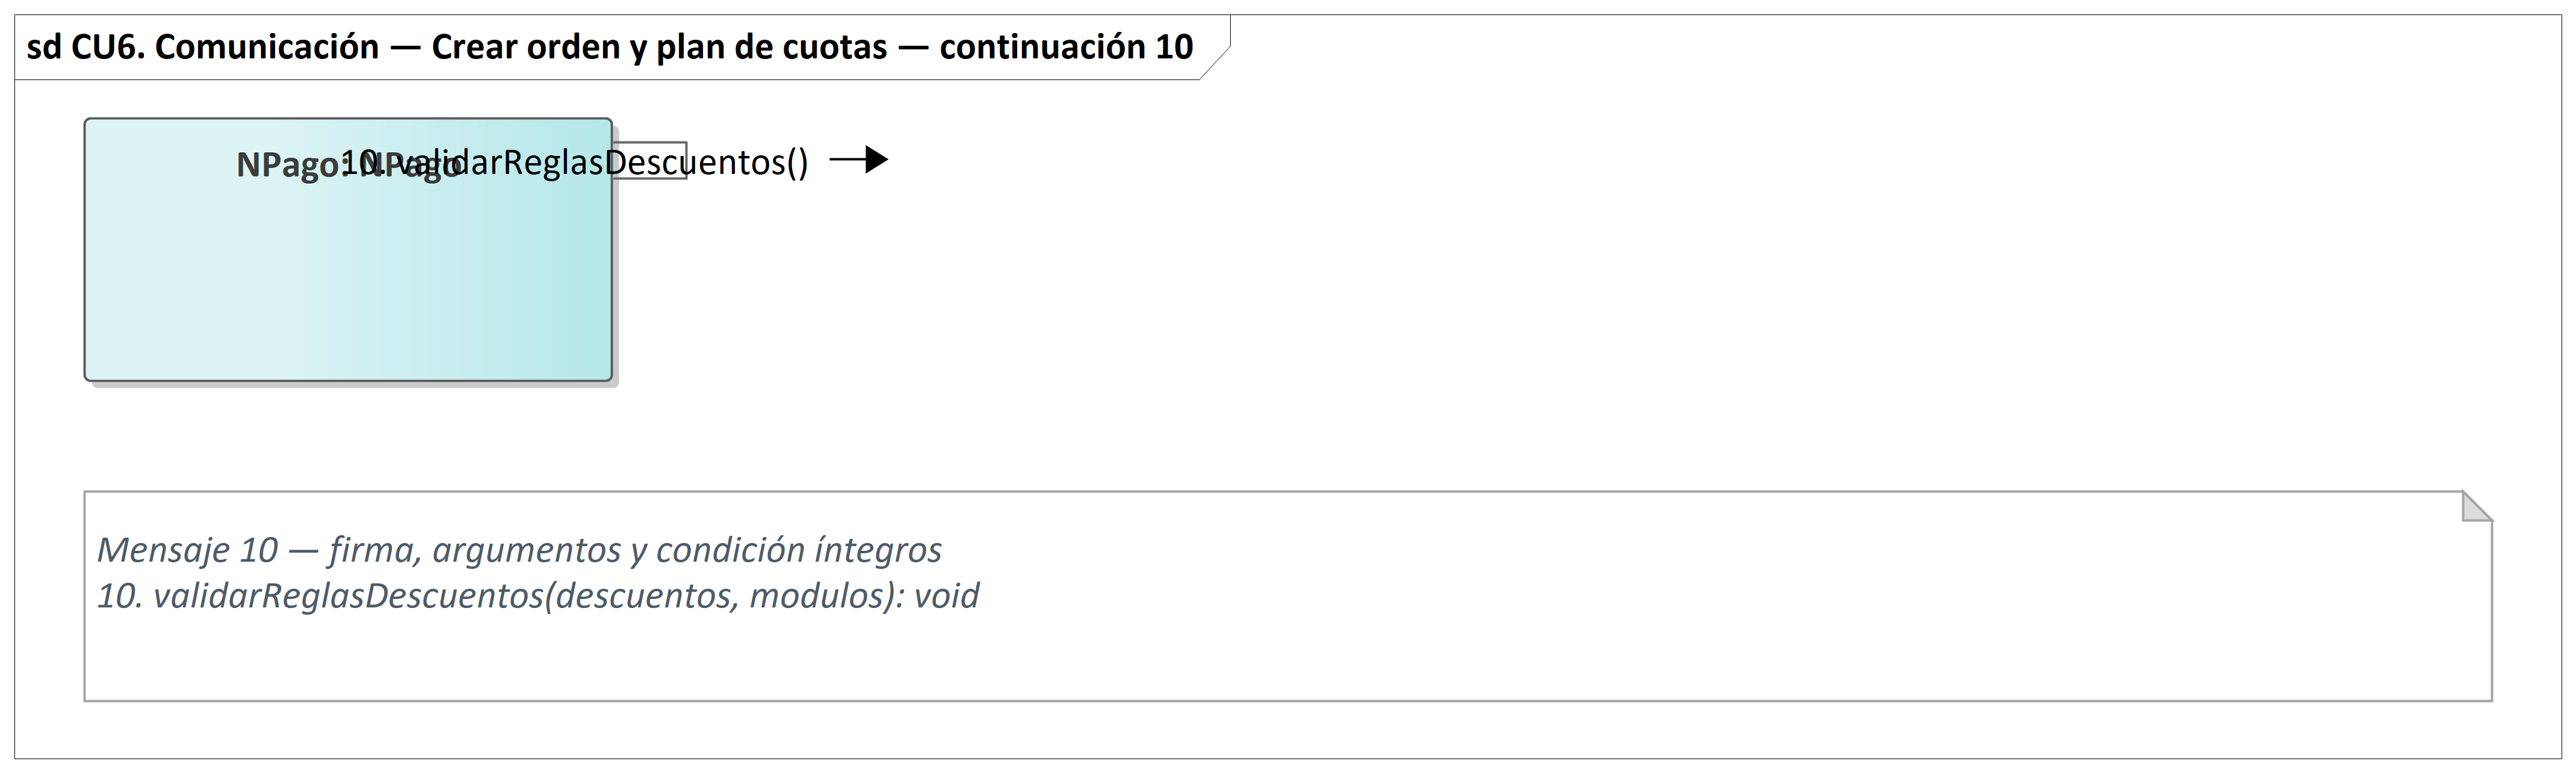 sd CU6. Comunicación — Crear orden y plan de cuotas — continuación 10
NPago: NPago
10. validarReglasDescuentos()
Mensaje 10 — firma, argumentos y condición íntegros
10. validarReglasDescuentos(descuentos, modulos): void